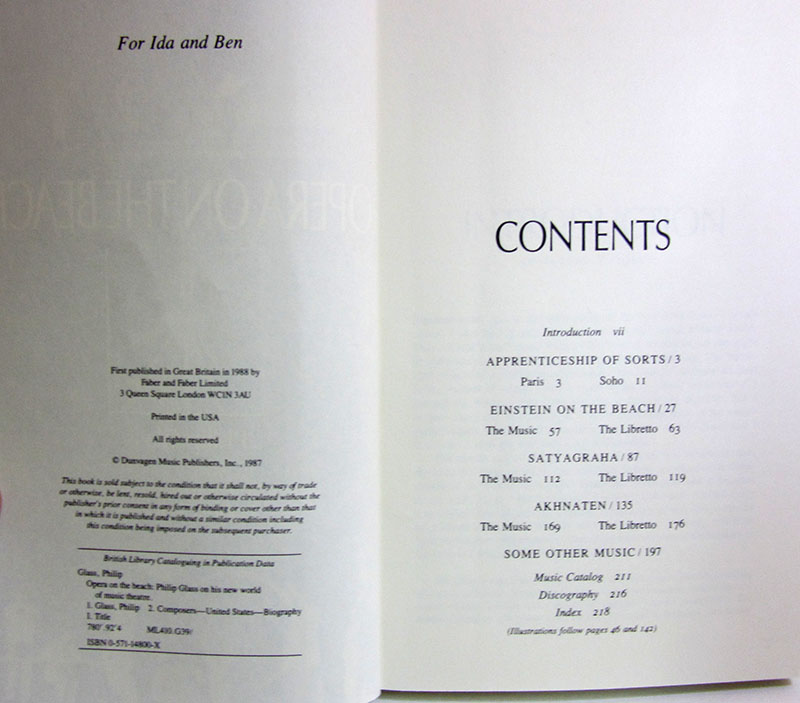 For Ida and Ben
First published in Great Britain in 1988 by
Faber and Faber Limited
3 Queen Square London WC1N 3AU
Printed in the USA
All rights reserved
© Dunvagen Music Publishers, Inc., 1987
This book is sold subject to the condition that it shall not, by way of trade
or otherwise, be lent, resold, hired out or otherwise circulated without the
publisher's prior consent in any form of binding or cover other than that
in which it is published and without a similar condition including
this condition being imposed on the subsequent purchaser.
British Library Cataloguing in Publication Data
Glass, Philip
Opera on the beach: Philip Glass on his new world
of music theatre.
1. Glass, Philip 2. Composers—United States—Biography
I. Title
780'.92'4 ML410.G39/
ISBN 0-571-14800-X
CONTENTS
Introduction vii
APPRENTICESHIP OF SORTS / 3
Paris 3 Soho 11
EINSTEIN ON THE BEACH / 27
The Music 57 The Libretto 63
SATYAGRAHA / 87
The Music 112 The Libretto 119
AKHNATEN / 135
The Music 169 The Libretto 176
SOME OTHER MUSIC / 197
Music Catalog 211
Discography 216
Index 218
(Illustrations follow pages 46 and 142)